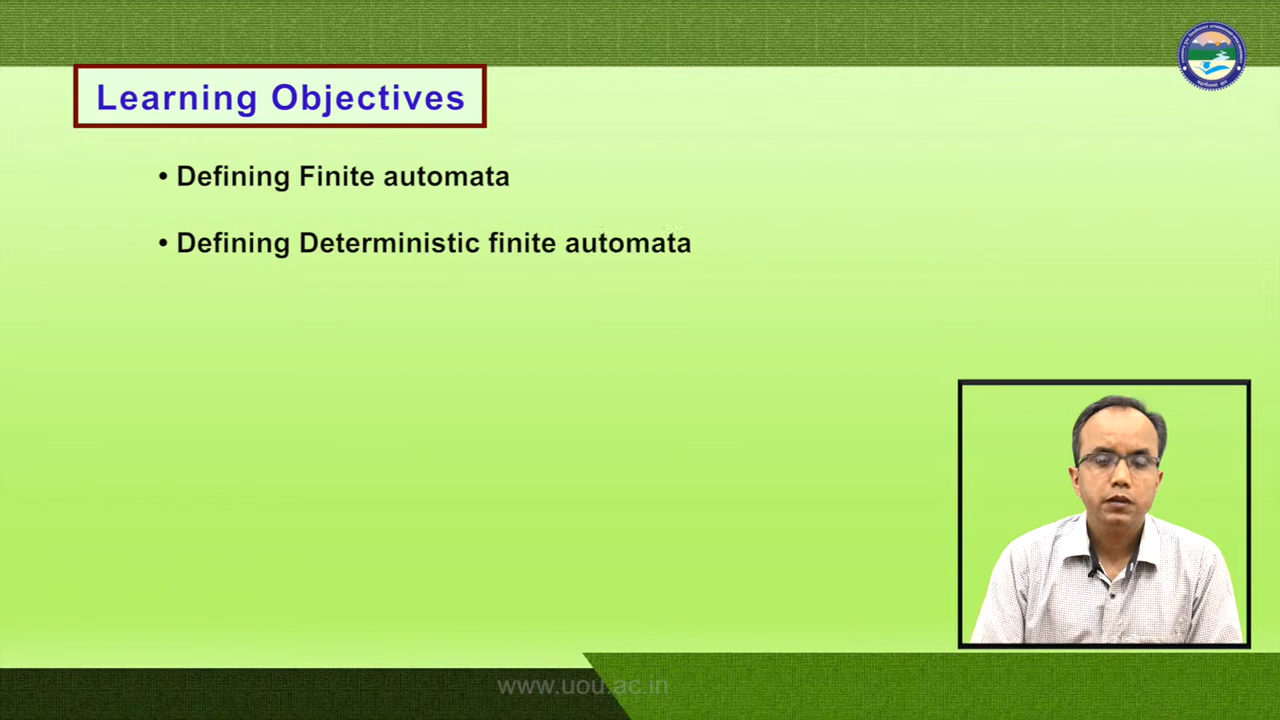 Learning Objectives
• Defining Finite automata
• Defining Deterministic finite automata
www.uou.ac.in